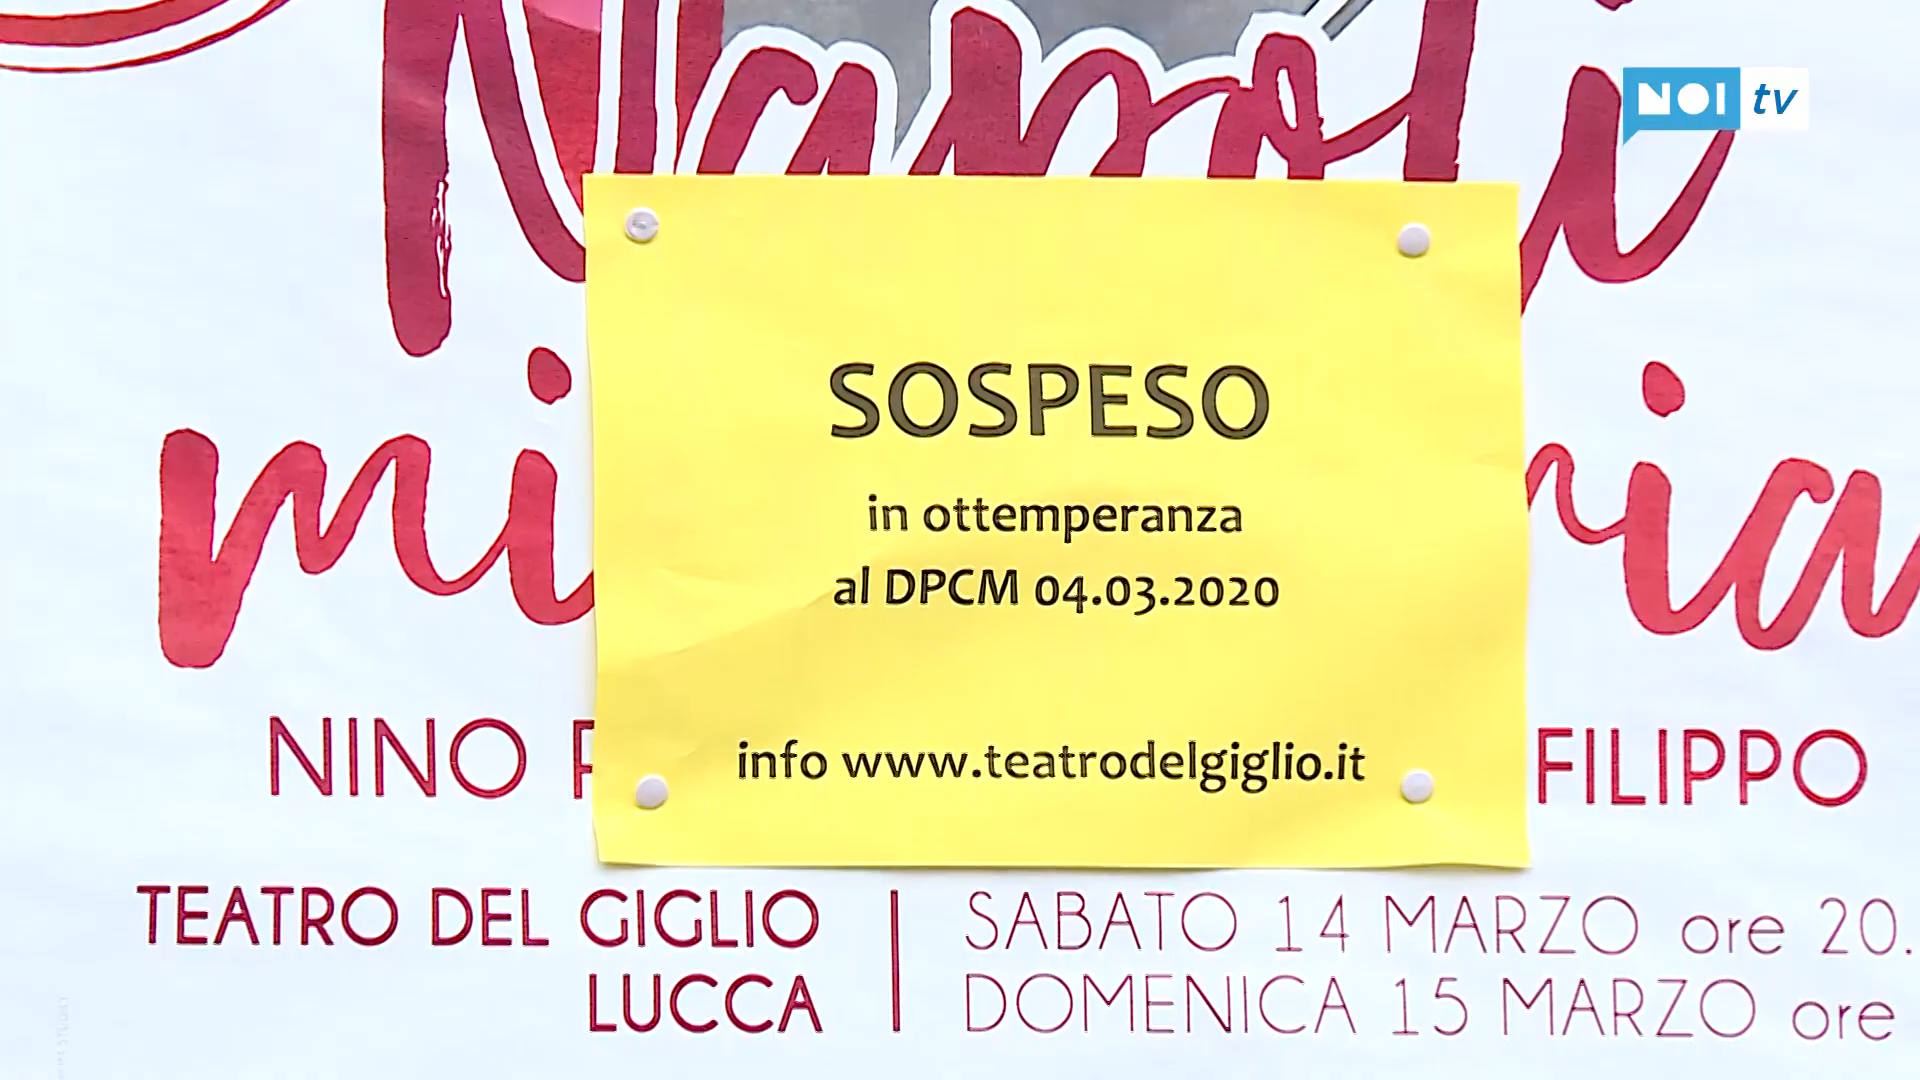 Napoli
NOI tv
SOSPESO
in ottemperanza
al DPCM 04.03.2020
info www.teatrodelgiglio.it
NINO
FILIPPO
TEATRO DEL GIGLIO
LUCCA
SABATO 14 MARZO ore 20.
DOMENICA 15 MARZO ore